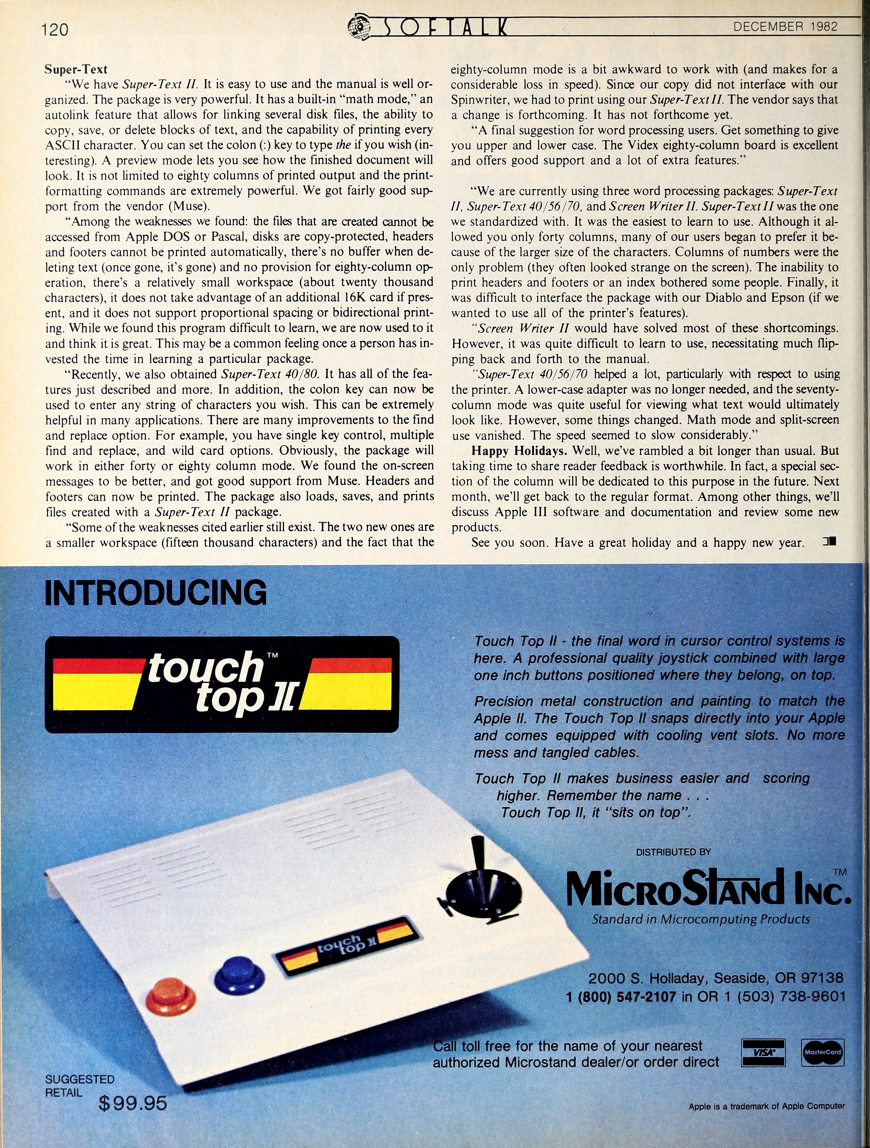 120
SOFTALK
DECEMBER 1982
Super-Text
“We have Super-Text II. It is easy to use and the manual is well or-
ganized. The package is very powerful. It has a built-in “math mode,” an
autolink feature that allows for linking several disk files, the ability to
copy, save, or delete blocks of text, and the capability of printing every
ASCII character. You can set the colon (:) key to type the if you wish (in-
teresting). A preview mode lets you see how the finished document will
look. It is not limited to eighty columns of printed output and the print-
formatting commands are extremely powerful. We got fairly good sup-
port from the vendor (Muse).
“Among the weaknesses we found: the files that are created cannot be
accessed from Apple DOS or Pascal, disks are copy-protected, headers
and footers cannot be printed automatically, there’s no buffer when de-
leting text (once gone, it’s gone) and no provision for eighty-column op-
eration, there’s a relatively small workspace (about twenty thousand
characters), it does not take advantage of an additional 16K card if pres-
ent, and it does not support proportional spacing or bidirectional print-
ing. While we found this program difficult to learn, we are now used to it
and think it is great. This may be a common feeling once a person has in-
vested the time in learning a particular package.
“Recently, we also obtained Super-Text 40/80. It has all of the fea-
tures just described and more. In addition, the colon key can now be
used to enter any string of characters you wish. This can be extremely
helpful in many applications. There are many improvements to the find
and replace option. For example, you have single key control, multiple
find and replace, and wild card options. Obviously, the package will
work in either forty or eighty column mode. We found the on-screen
messages to be better, and got good support from Muse. Headers and
footers can now be printed. The package also loads, saves, and prints
files created with a Super-Text II package.
“Some of the weaknesses cited earlier still exist. The two new ones are
a smaller workspace (fifteen thousand characters) and the fact that the
eighty-column mode is a bit awkward to work with (and makes for a
considerable loss in speed). Since our copy did not interface with our
Spinwriter, we had to print using our Super-Text II. The vendor says that
a change is forthcoming. It has not forthcome yet.
“A final suggestion for word processing users. Get something to give
you upper and lower case. The Videx eighty-column board is excellent
and offers good support and a lot of extra features.”
“We are currently using three word processing packages: Super-Text
II, Super-Text 40/56/70, and Screen Writer II. Super-Text II was the one
we standardized with. It was the easiest to learn to use. Although it al-
lowed you only forty columns, many of our users began to prefer it be-
cause of the larger size of the characters. Columns of numbers were the
only problem (they often looked strange on the screen). The inability to
print headers and footers or an index bothered some people. Finally, it
was difficult to interface the package with our Diablo and Epson (if we
wanted to use all of the printer’s features).
“Screen Writer II would have solved most of these shortcomings.
However, it was quite difficult to learn to use, necessitating much flip-
ping back and forth to the manual.
“Super-Text 40/56/70 helped a lot, particularly with respect to using
the printer. A lower-case adapter was no longer needed, and the seventy-
column mode was quite useful for viewing what text would ultimately
look like. However, some things changed. Math mode and split-screen
use vanished. The speed seemed to slow considerably.”
Happy Holidays. Well, we’ve rambled a bit longer than usual. But
taking time to share reader feedback is worthwhile. In fact, a special sec-
tion of the column will be dedicated to this purpose in the future. Next
month, we’ll get back to the regular format. Among other things, we’ll
discuss Apple III software and documentation and review some new
products.
See you soon. Have a great holiday and a happy new year.
INTRODUCING
touch™
top II
Touch Top II - the final word in cursor control systems is
here. A professional quality joystick combined with large
one inch buttons positioned where they belong, on top.
Precision metal construction and painting to match the
Apple II. The Touch Top II snaps directly into your Apple
and comes equipped with cooling vent slots. No more
mess and tangled cables.
Touch Top II makes business easier and scoring
higher. Remember the name . . .
Touch Top II, it “sits on top”.
DISTRIBUTED BY
MicroStand Inc.™
Standard in Microcomputing Products
touch
top II
2000 S. Holladay, Seaside, OR 97138
1 (800) 547-2107 in OR 1 (503) 738-9601
Call toll free for the name of your nearest
authorized Microstand dealer/or order direct
VISA®
MasterCard
SUGGESTED
RETAIL $99.95
Apple is a trademark of Apple Computer